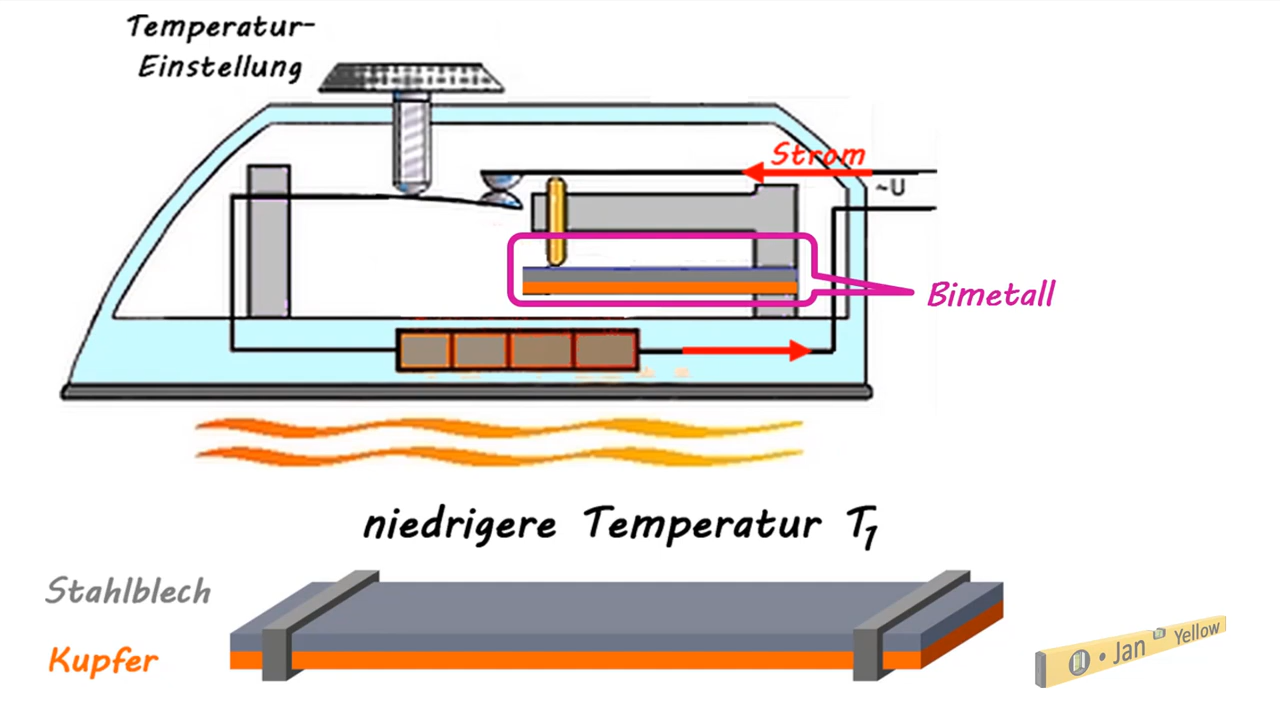 Temperatur-
Einstellung
Strom
~U
Bimetall
niedrigere Temperatur T1
Stahlblech
Kupfer
• Jan Yellow